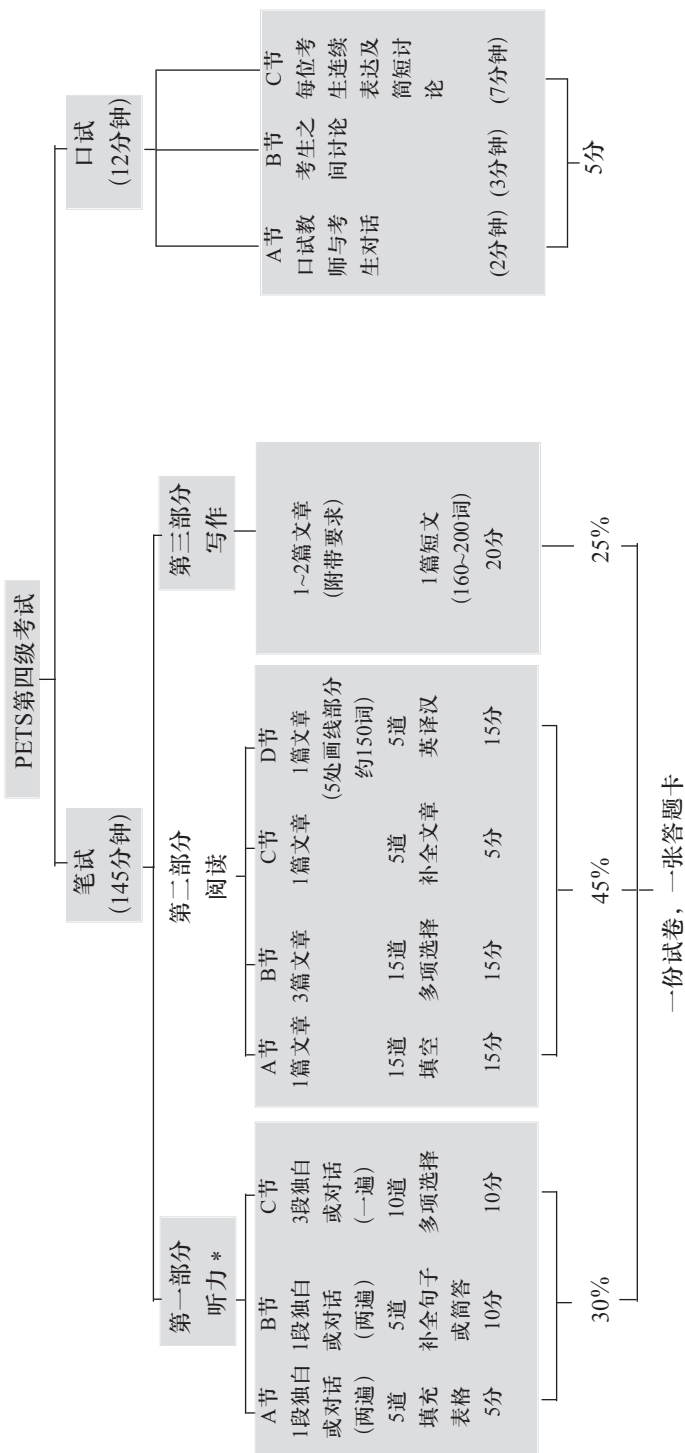 PETS第四级考试
笔试
(145分钟)
口试
(12分钟)
第一部分
听力 *
A节
1段独白
或对话
(两遍)
5道
填充
表格
5分
B节
1段独白
或对话
(两遍)
5道
补全句子
或简答
10分
C节
3段独白
或对话
(一遍)
10道
多项选择
10分
30%
第二部分
阅读
A节
1篇文章
15道
填空
15分
B节
3篇文章
15道
多项选择
15分
C节
1篇文章
5道
补全文章
5分
D节
1篇文章
(5处画线部分
约150词)
5道
英译汉
15分
45%
第三部分
写作
1~2篇文章
(附带要求)
1篇短文
(160~200词)
20分
25%
一份试卷，一张答题卡
A节
口试教
师与考
生对话
(2分钟)
B节
考生之
间讨论
(3分钟)
C节
每位考
生连续
表达及
简短讨
论
(7分钟)
5分